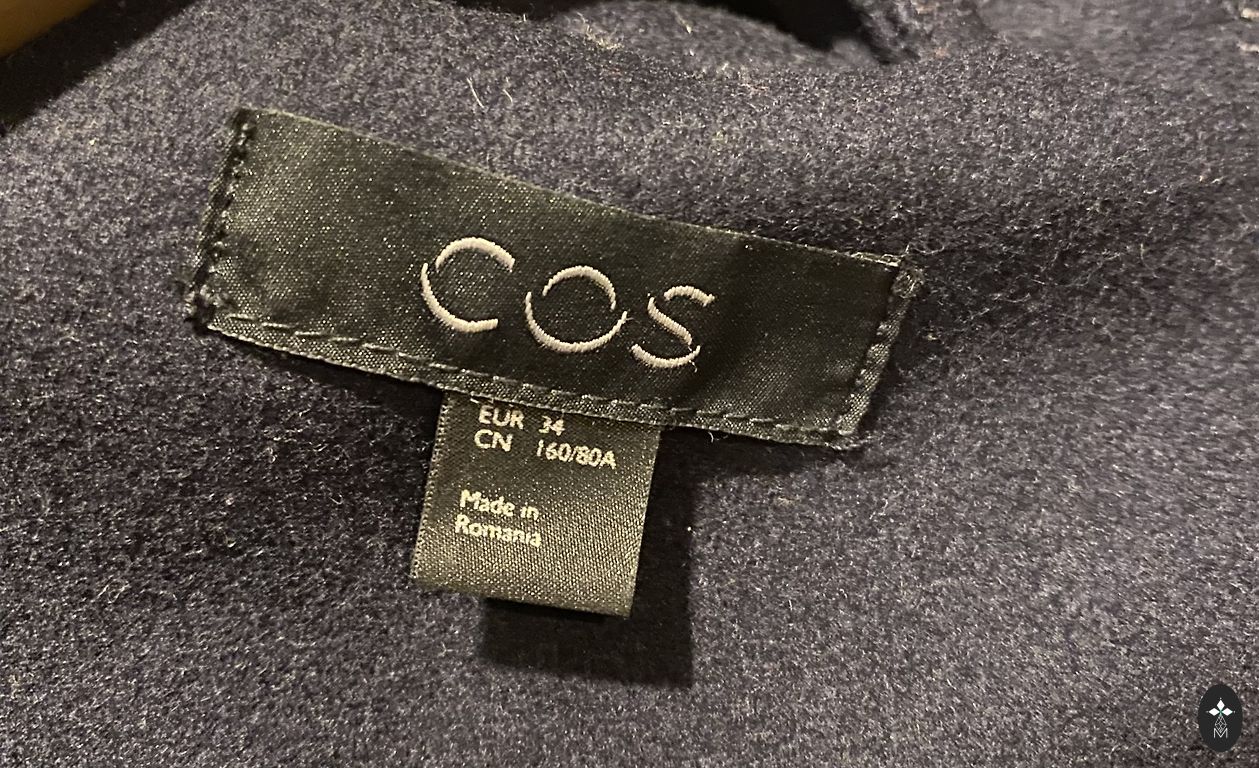 COS
EUR 34
CN 160/80A
Made in
Romania
M